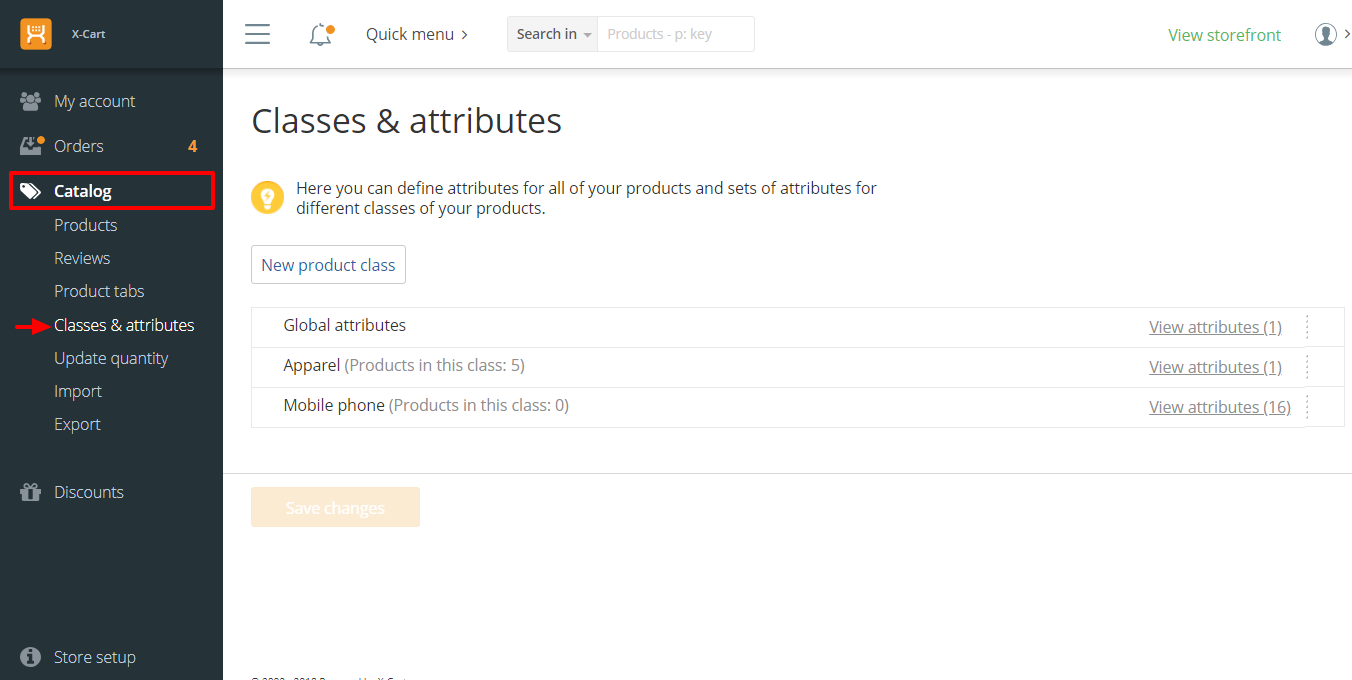 X-Cart
Quick menu
Search in
Products - p: key
View storefront
My account
Orders 4
Catalog
Products
Reviews
Product tabs
Classes & attributes
Update quantity
Import
Export
Discounts
Store setup
Classes & attributes
Here you can define attributes for all of your products and sets of attributes for
different classes of your products.
New product class
Global attributes View attributes (1)
Apparel (Products in this class: 5) View attributes (1)
Mobile phone (Products in this class: 0) View attributes (16)
Save changes